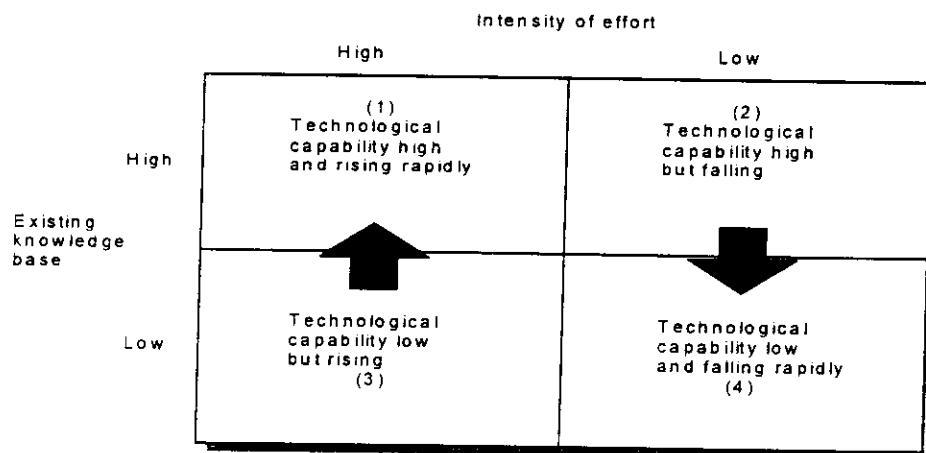 Intensity of effort
High
Low
(1)
Technological
capability high
and rising rapidly
(2)
Technological
capability high
but falling
High
Existing
knowledge
base
Low
Technological
capability low
but rising
(3)
Technological
capability low
and falling rapidly
(4)